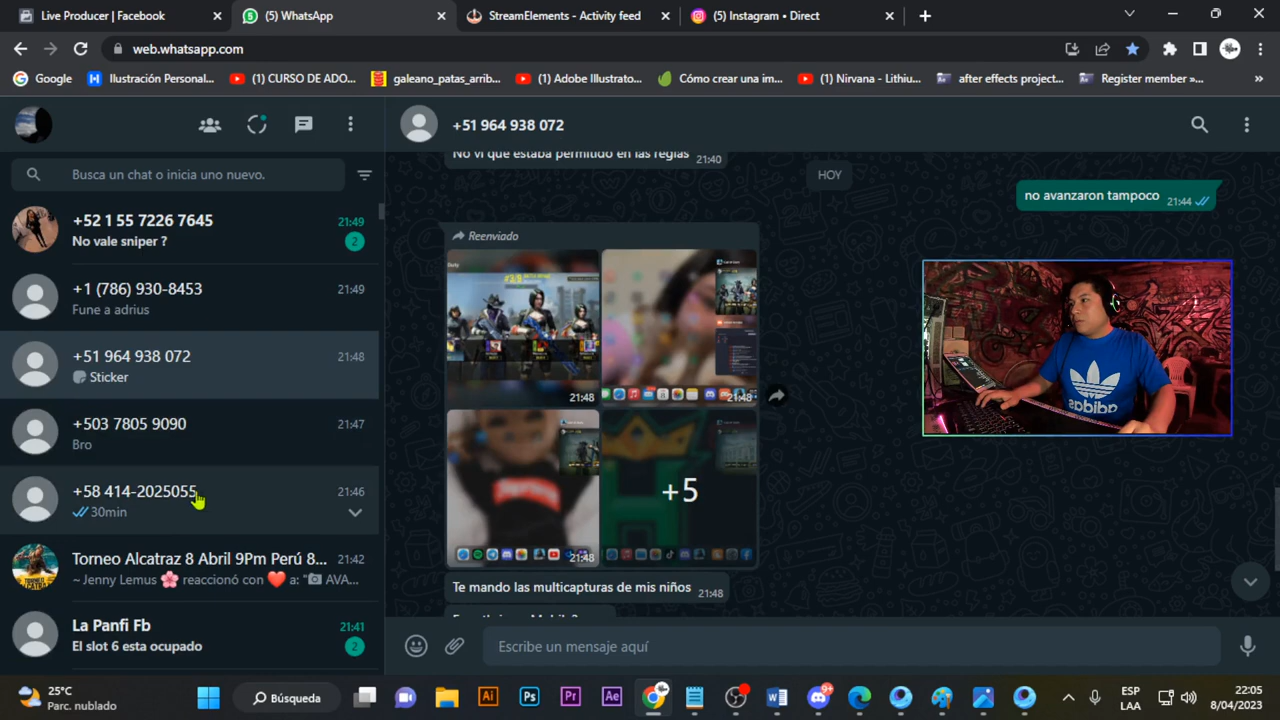 Live Producer | Facebook
(5) WhatsApp
StreamElements - Activity feed
(5) Instagram • Direct
web.whatsapp.com
Google
Ilustración Personal...
(1) CURSO DE ADO...
galeano_patas_arrib...
(1) Adobe Illustrato...
Cómo crear una im...
(1) Nirvana - Lithiu...
after effects project...
Register member »...
»
+51 964 938 072
Busca un chat o inicia uno nuevo.
+52 1 55 7226 7645
21:49
No vale sniper ?
2
+1 (786) 930-8453
21:49
Fune a adrius
+51 964 938 072
21:48
Sticker
+503 7805 9090
21:47
Bro
+58 414-2025055
21:46
30min
Torneo Alcatraz 8 Abril 9Pm Perú 8...
21:42
~ Jenny Lemus 🌸 reaccionó con ❤️ a: "📷 AVA...
La Panfi Fb
21:41
El slot 6 esta ocupado
2
No vi que estaba permitido en las reglas
21:40
HOY
no avanzaron tampoco
21:44
Reenviado
21:48
21:48
21:48
+5
Te mando las multicapturas de mis niños
21:48
Escribe un mensaje aquí
adidas
25°C
Parc. nublado
Búsqueda
Ai
Ps
Pr
Ae
ESP
LAA
22:05
8/04/2023